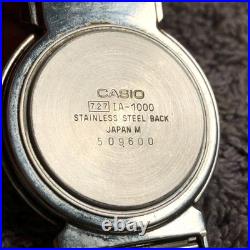 CASIO
727 IA-1000
STAINLESS STEEL BACK
JAPAN M
509600